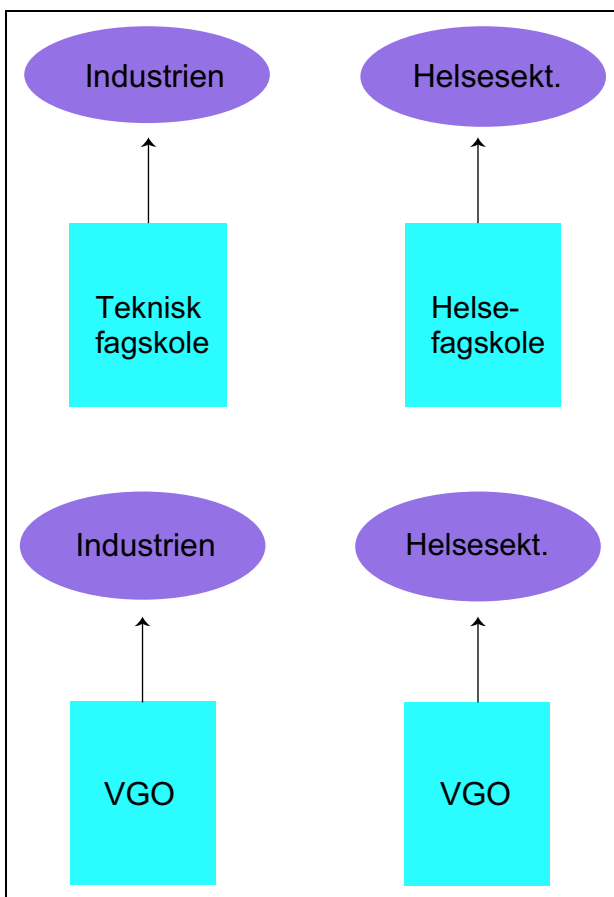 Industrien
Helsesekt.
Teknisk
fagskole
Helse-
fagskole
Industrien
Helsesekt.
VGO
VGO